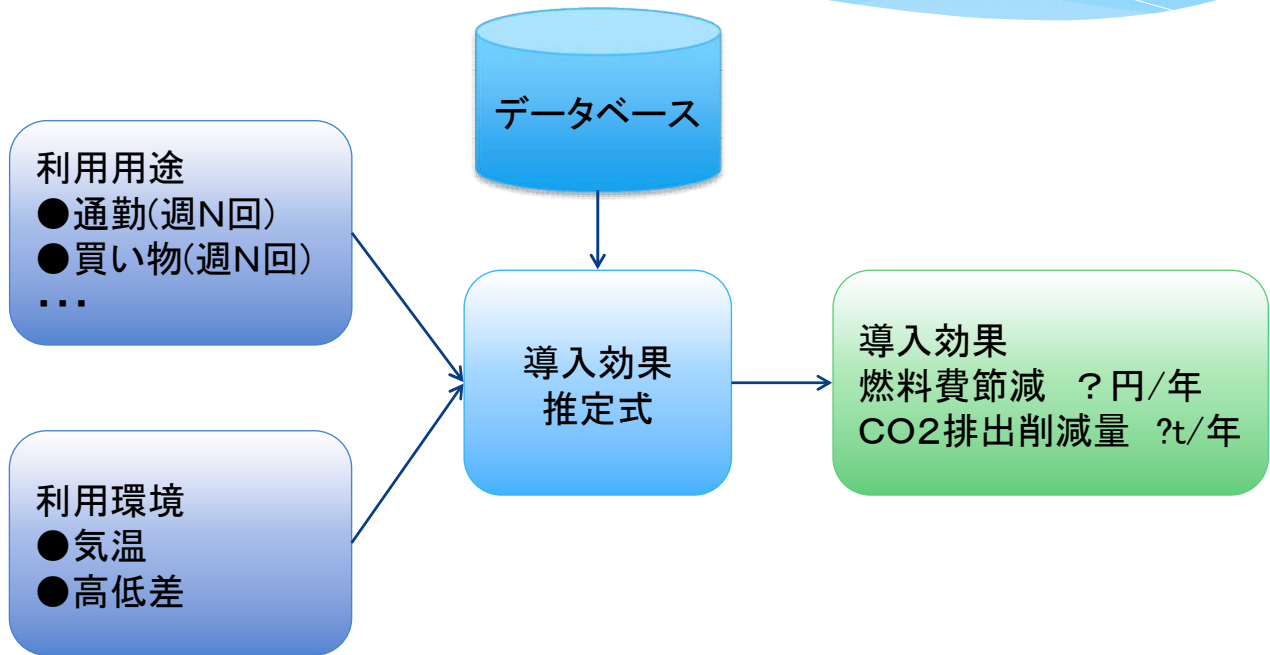 データベース
利用用途
●通勤(週N回)
●買い物(週N回)
・・・
導入効果
推定式
導入効果
燃料費節減　？円/年
CO2排出削減量　?t/年
利用環境
●気温
●高低差